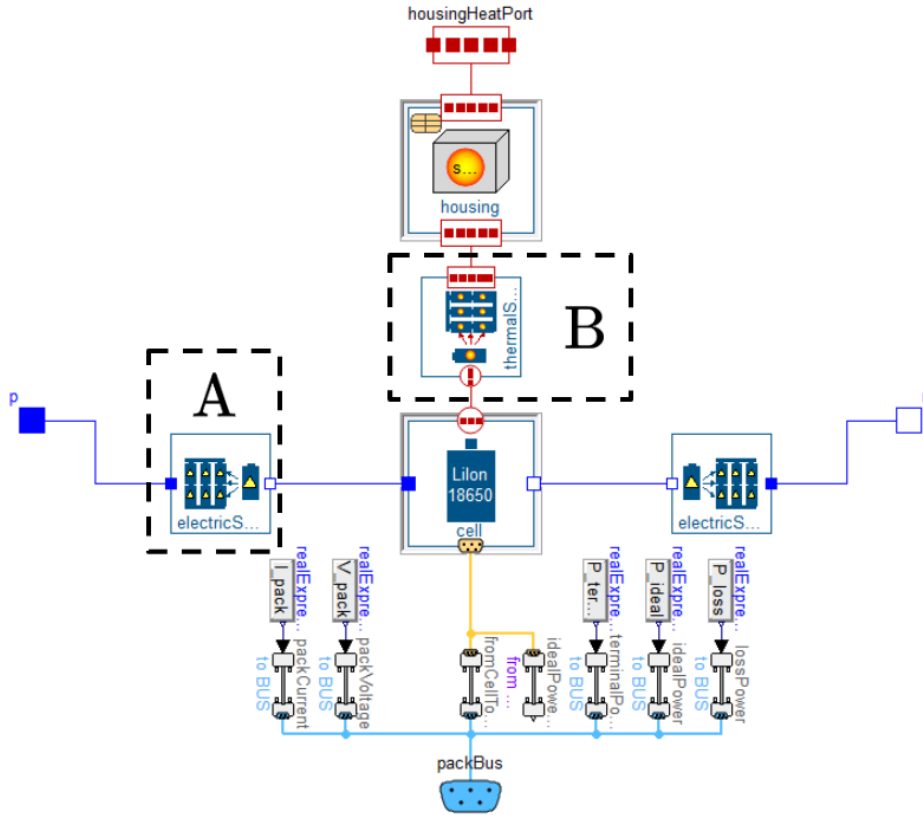 housingHeatPort
s...
housing
B
thermalS...
A
p
LiIon
18650
cell
electricS...
electricS...
realExpre...
I_pack
realExpre...
V_pack
realExpre...
P_ter...
realExpre...
P_ideal
realExpre...
P_loss
packCurrent
to BUS
packVoltage
to BUS
fromCellTo...
from ...
idealPowe...
terminalPo...
to BUS
idealPower
to BUS
lossPower
to BUS
packBus